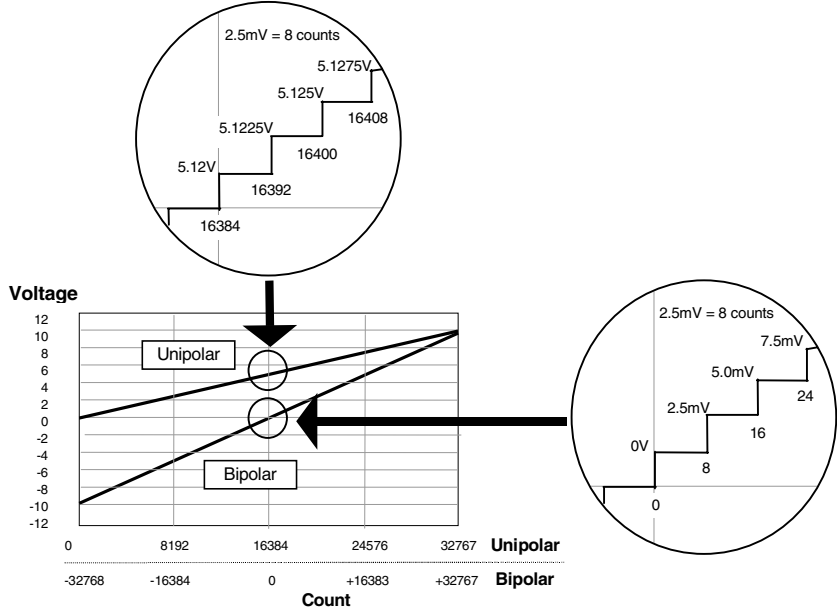 2.5mV = 8 counts
5.1275V
5.125V
16408
5.1225V
16400
5.12V
16392
16384
Voltage
12
10
8
6
4
2
0
-2
-4
-6
-8
-10
-12
Unipolar
Bipolar
2.5mV = 8 counts
7.5mV
5.0mV
24
2.5mV
16
0V
8
0
0 8192 16384 24576 32767 Unipolar
-32768 -16384 0 +16383 +32767 Bipolar
Count